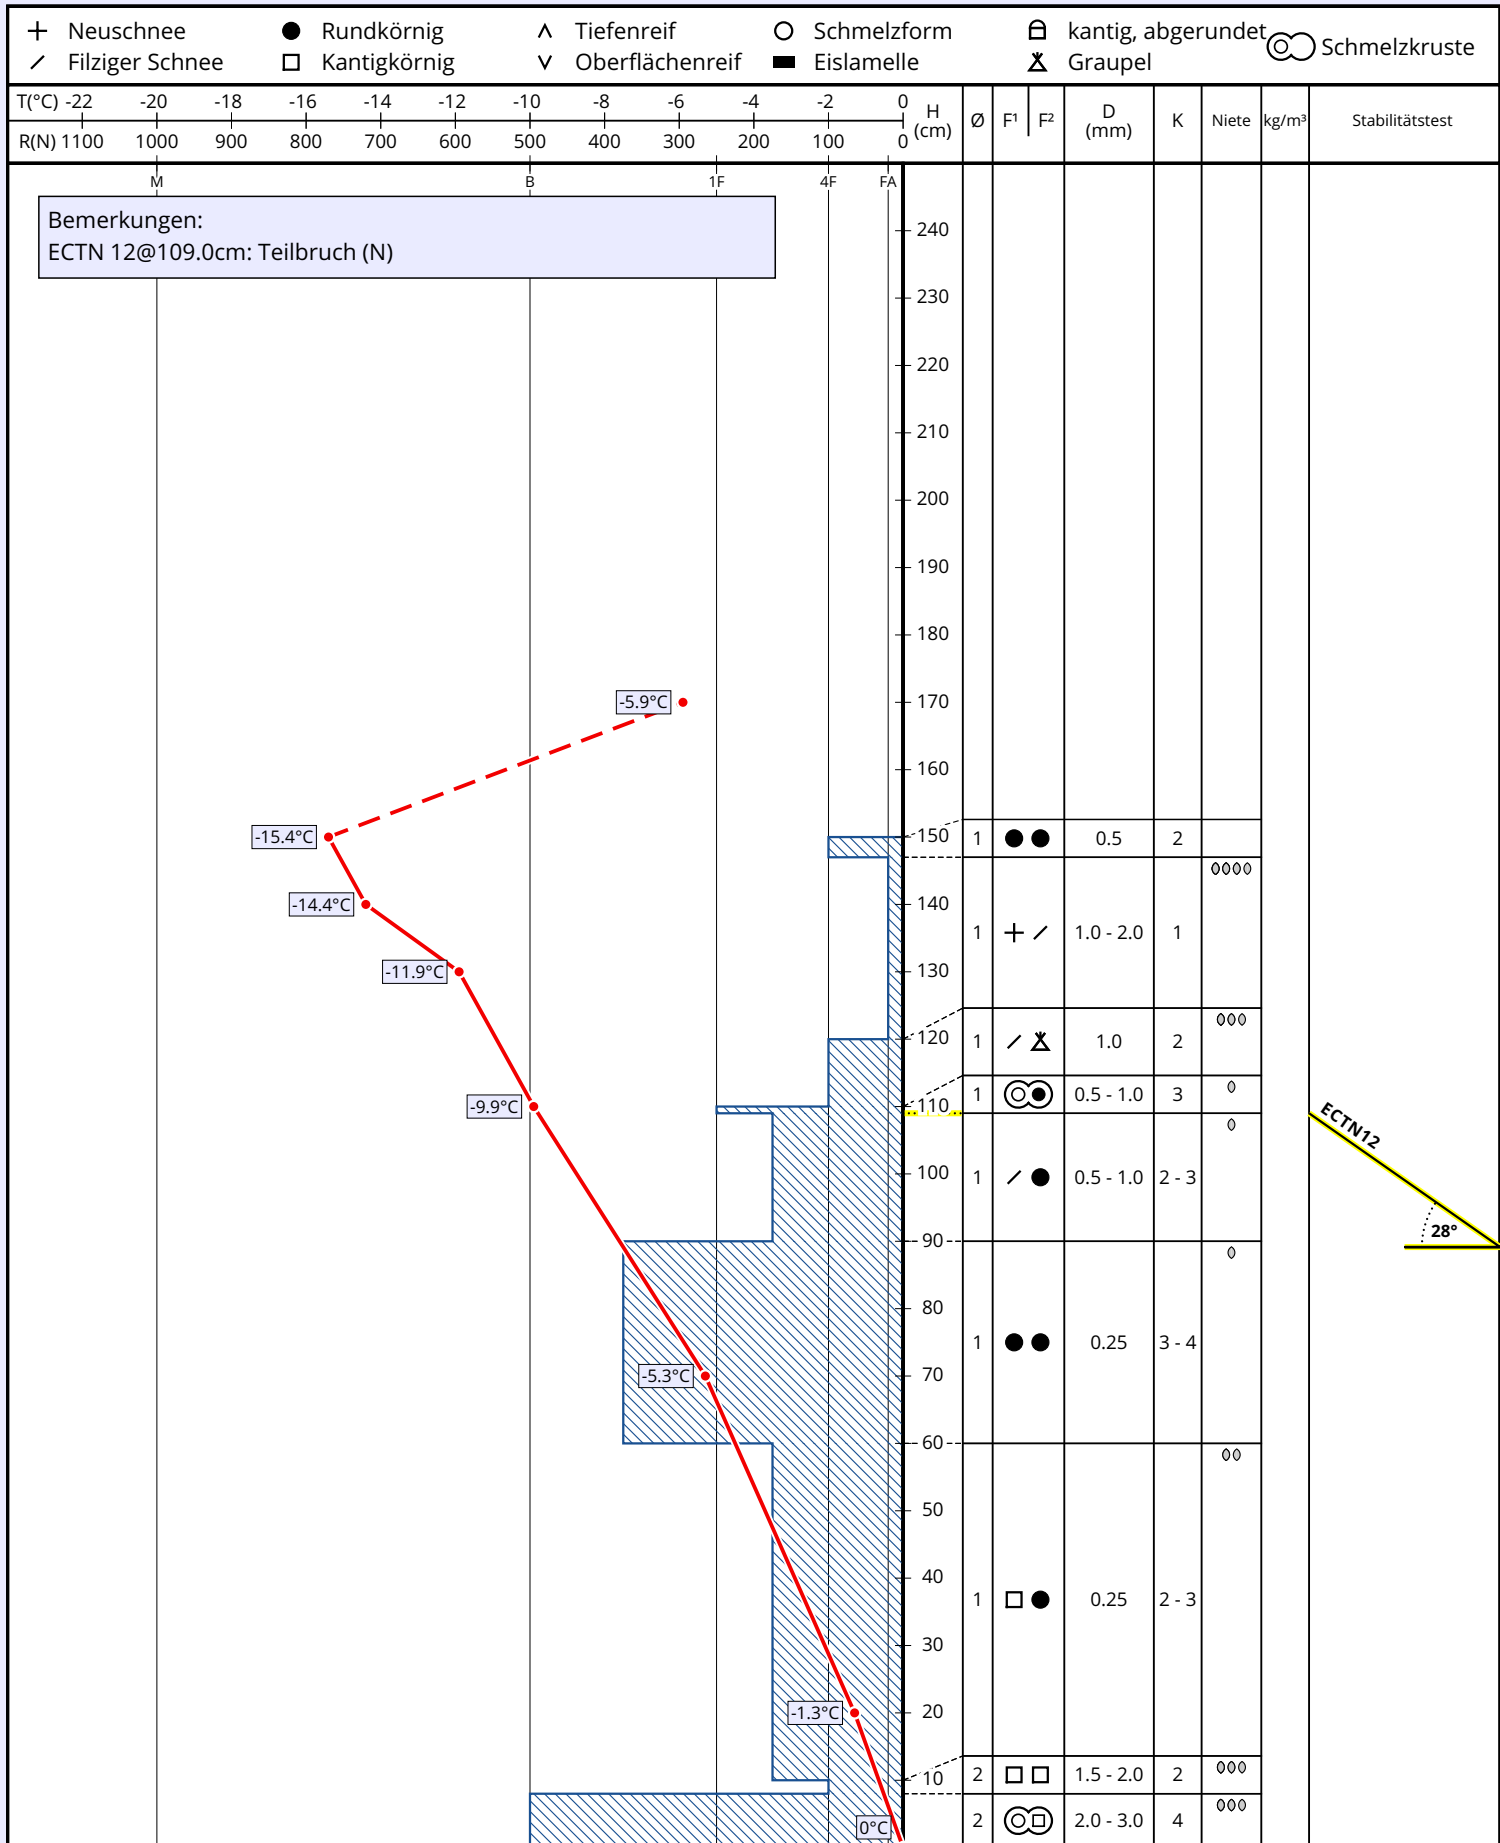 Neuschnee Rundkörnig Tiefenreif Schmelzform kantig, abgerundet Schmelzkruste
Filziger Schnee Kantigkörnig Oberflächenreif Eislamelle Graupel
T(°C) -22 -20 -18 -16 -14 -12 -10 -8 -6 -4 -2 0
R(N) 1100 1000 900 800 700 600 500 400 300 200 100 0
H (cm) Ø F¹ F² D (mm) K Niete kg/m³ Stabilitätstest
M B 1F 4F FA
Bemerkungen:
ECTN 12@109.0cm: Teilbruch (N)
240
230
220
210
200
190
180
-5.9°C 170
160
-15.4°C 150 1 0.5 2
-14.4°C 140
1 1.0 - 2.0 1
-11.9°C 130
120 1 1.0 2
1 0.5 - 1.0 3
-9.9°C 110
ECTN12
100 1 0.5 - 1.0 2 - 3
28°
90
80
1 0.25 3 - 4
-5.3°C 70
60
50
40
1 0.25 2 - 3
30
-1.3°C 20
10 2 1.5 - 2.0 2
0°C 2 2.0 - 3.0 4